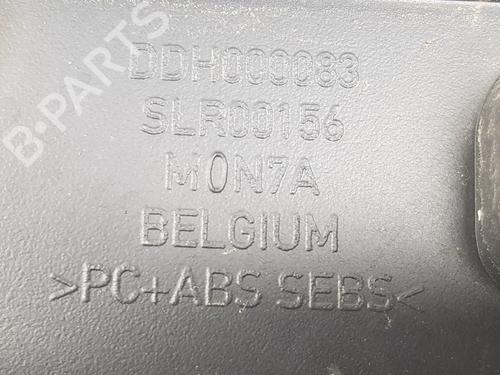 B-PARTS
DDH000083
SLR00156
M0N7A
BELGIUM
>PC+ABS SEBS<